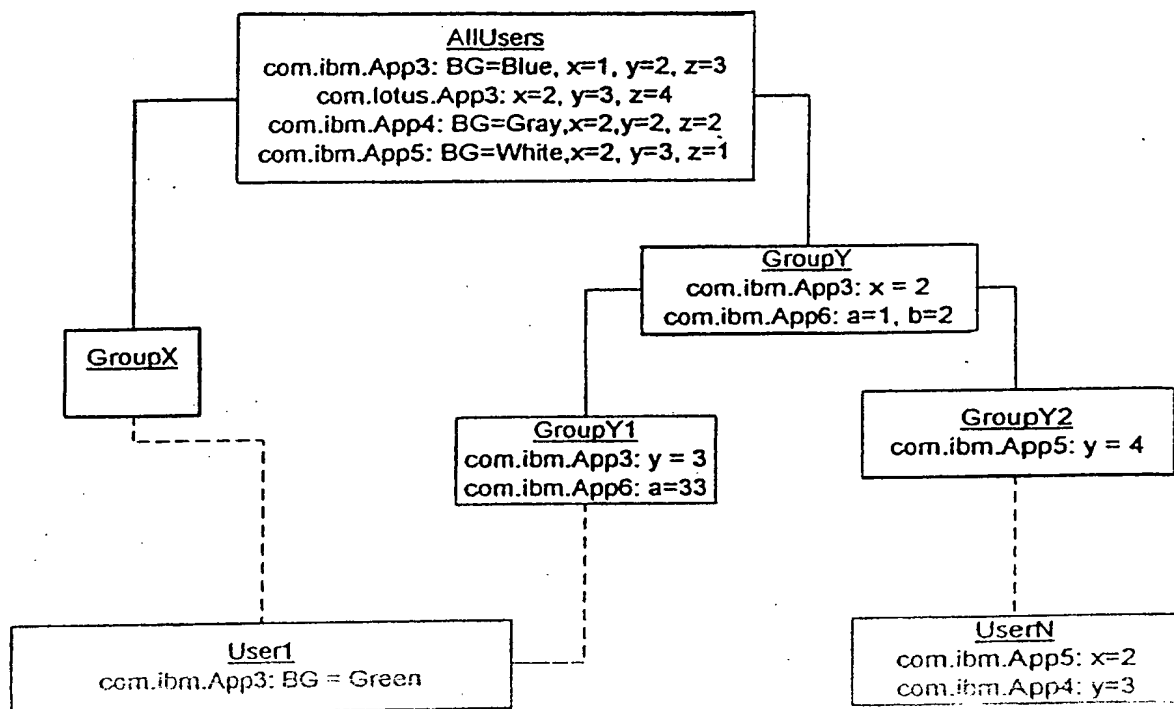 AllUsers
com.ibm.App3: BG=Blue, x=1, y=2, z=3
com.lotus.App3: x=2, y=3, z=4
com.ibm.App4: BG=Gray,x=2,y=2, z=2
com.ibm.App5: BG=White,x=2, y=3, z=1
GroupY
com.ibm.App3: x = 2
com.ibm.App6: a=1, b=2
GroupX
GroupY1
com.ibm.App3: y = 3
com.ibm.App6: a=33
GroupY2
com.ibm.App5: y = 4
User1
com.ibm.App3: BG = Green
UserN
com.ibm.App5: x=2
com.ibm.App4: y=3